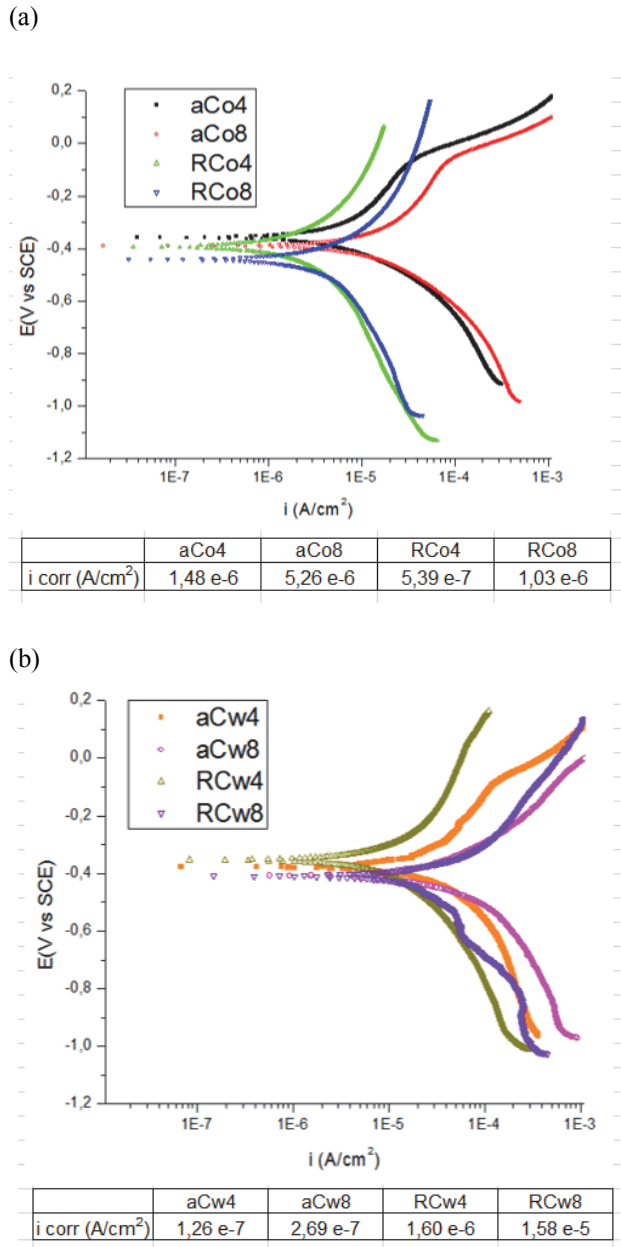 (a)
0,2
0,0
-0,2
-0,4
-0,6
-0,8
-1,0
-1,2
E(V vs SCE)
aCo4
aCo8
RCo4
RCo8
1E-7 1E-6 1E-5 1E-4 1E-3
i (A/cm²)
aCo4 aCo8 RCo4 RCo8
i corr (A/cm²) 1,48 e-6 5,26 e-6 5,39 e-7 1,03 e-6
(b)
0,2
0,0
-0,2
-0,4
-0,6
-0,8
-1,0
-1,2
E(V vs SCE)
aCw4
aCw8
RCw4
RCw8
1E-7 1E-6 1E-5 1E-4 1E-3
i (A/cm²)
aCw4 aCw8 RCw4 RCw8
i corr (A/cm²) 1,26 e-7 2,69 e-7 1,60 e-6 1,58 e-5